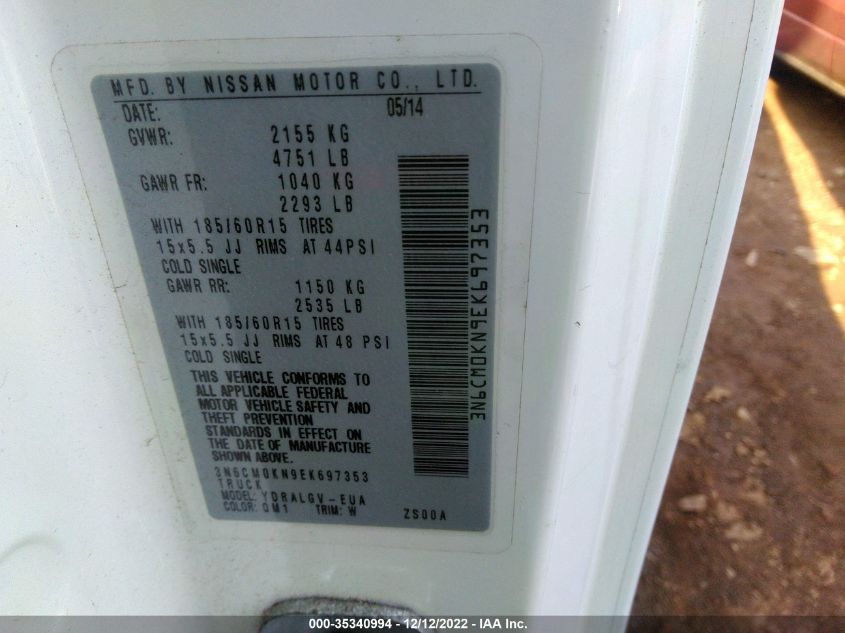 MFD. BY NISSAN MOTOR CO., LTD.
DATE: 05/14
GVWR: 2155 KG
4751 LB
GAWR FR: 1040 KG
2293 LB
WITH 185/60R15 TIRES
15x5.5 JJ RIMS AT 44PSI
COLD SINGLE
GAWR RR: 1150 KG
2535 LB
WITH 185/60R15 TIRES
15x5.5 JJ RIMS AT 48 PSI
COLD SINGLE
THIS VEHICLE CONFORMS TO
ALL APPLICABLE FEDERAL
MOTOR VEHICLE SAFETY AND
THEFT PREVENTION
STANDARDS IN EFFECT ON
THE DATE OF MANUFACTURE
SHOWN ABOVE.
3N6CM0KN9EK697353
TRUCK
MODEL: YDRALGV-EUA
COLOR: QM1 TRIM: W ZS00A
3N6CM0KN9EK697353
000-35340994 - 12/12/2022 - IAA Inc.